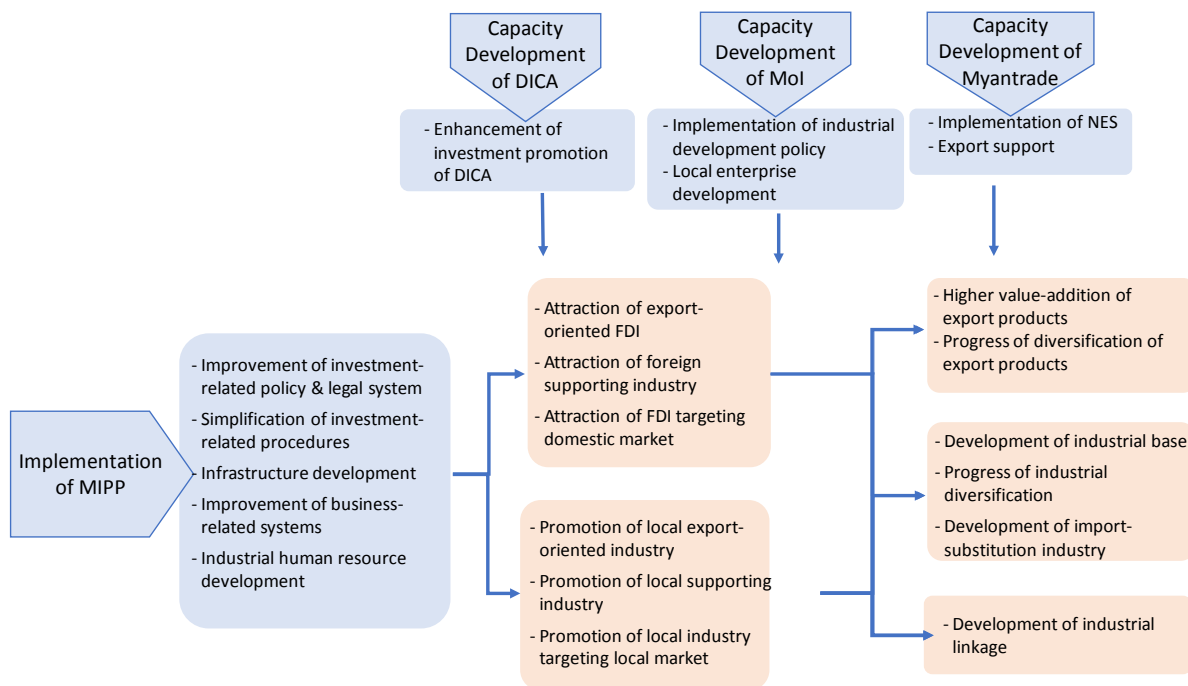 Capacity
Development
of DICA
Capacity
Development
of MoI
Capacity
Development of
Myantrade
- Enhancement of
investment promotion
of DICA
- Implementation of industrial
development policy
- Local enterprise
development
- Implementation of NES
- Export support
Implementation
of MIPP
- Improvement of investment-
related policy & legal system
- Simplification of investment-
related procedures
- Infrastructure development
- Improvement of business-
related systems
- Industrial human resource
development
- Attraction of export-
oriented FDI
- Attraction of foreign
supporting industry
- Attraction of FDI targeting
domestic market
- Promotion of local export-
oriented industry
- Promotion of local supporting
industry
- Promotion of local industry
targeting local market
- Higher value-addition of
export products
- Progress of diversification of
export products
- Development of industrial base
- Progress of industrial
diversification
- Development of import-
substitution industry
- Development of industrial
linkage